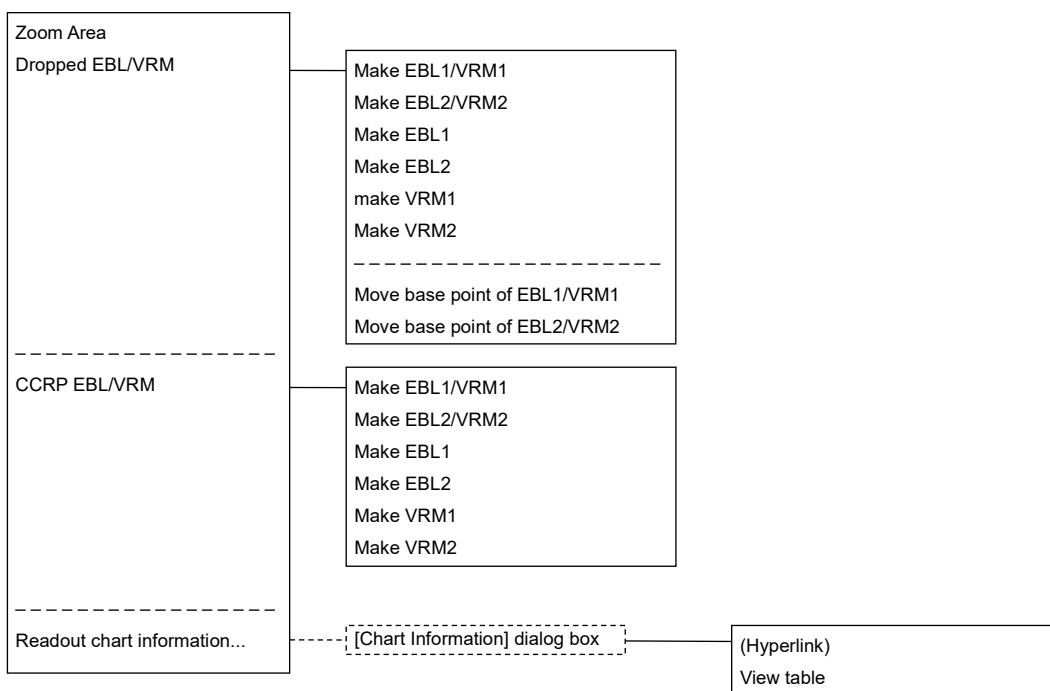 Zoom Area
Dropped EBL/VRM
Make EBL1/VRM1
Make EBL2/VRM2
Make EBL1
Make EBL2
make VRM1
Make VRM2
Move base point of EBL1/VRM1
Move base point of EBL2/VRM2
CCRP EBL/VRM
Make EBL1/VRM1
Make EBL2/VRM2
Make EBL1
Make EBL2
Make VRM1
Make VRM2
Readout chart information...
[Chart Information] dialog box
(Hyperlink)
View table